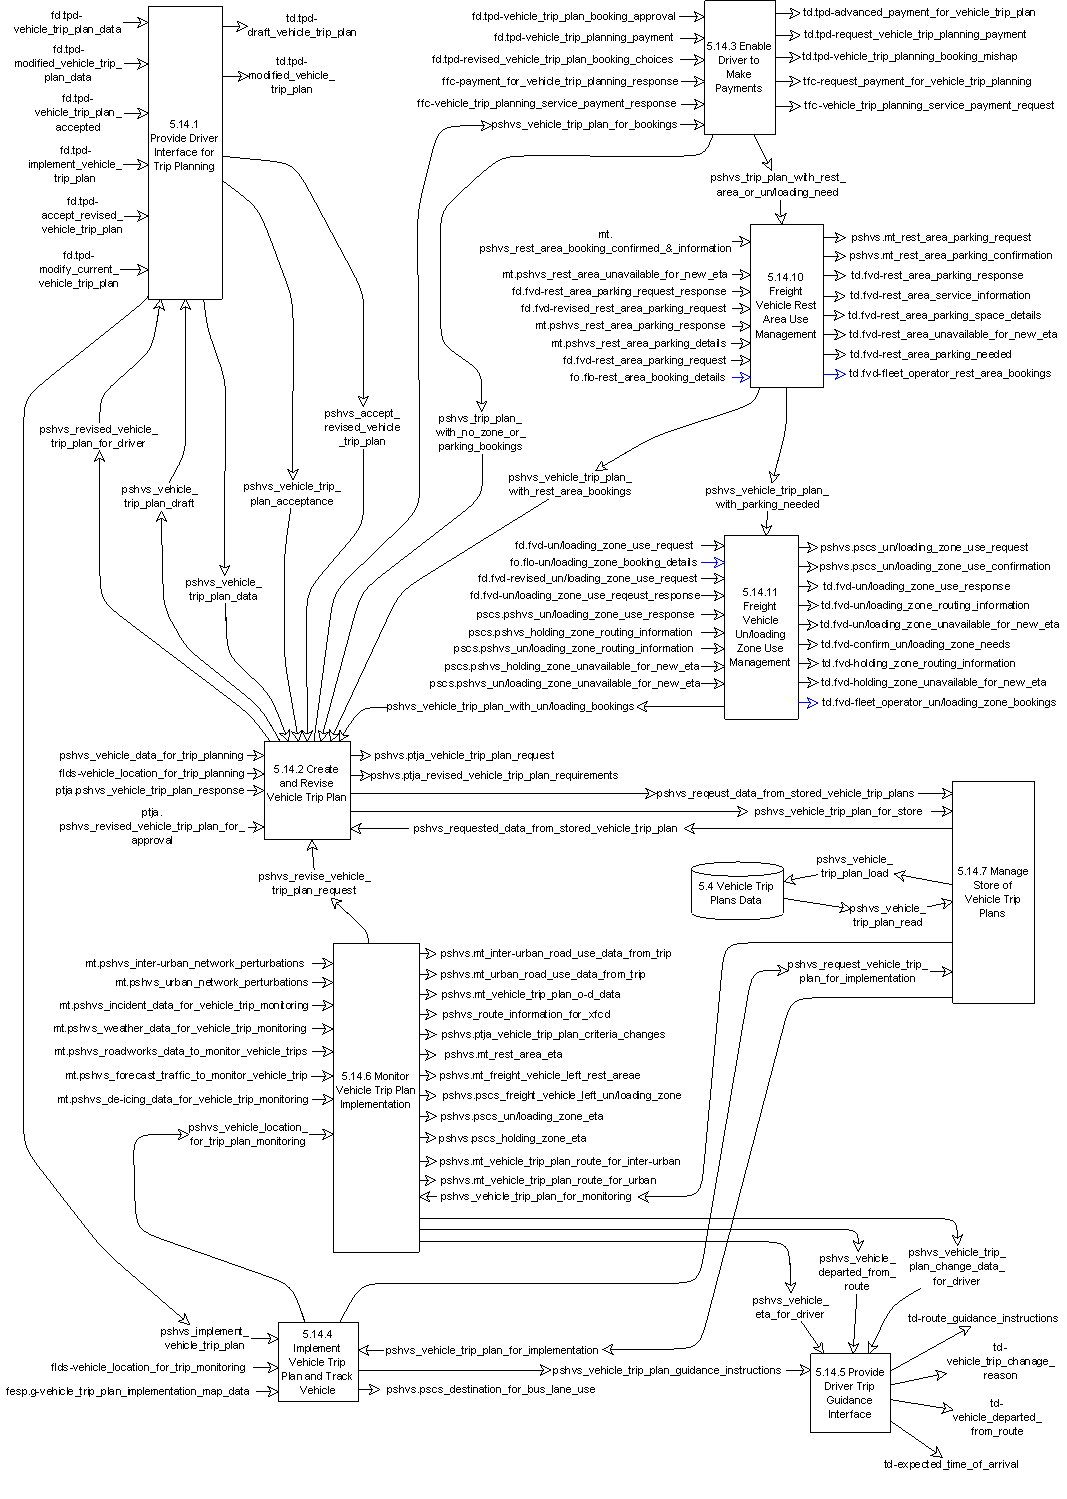 fd.tpd-
vehicle_trip_plan_data
fd.tpd-
modified_vehicle_trip_
plan_data
fd.tpd-
vehicle_trip_plan_
accepted
fd.tpd-
implement_vehicle_
trip_plan
fd.tpd-
accept_revised_
vehicle_trip_plan
fd.tpd-
modify_current_
vehicle_trip_plan
5.14.1
Provide Driver
Interface for
Trip Planning
td.tpd-
draft_vehicle_trip_plan
td.tpd-
modified_vehicle_
trip_plan
fd.tpd-vehicle_trip_plan_booking_approval
fd.tpd-vehicle_trip_planning_payment
fd.tpd-revised_vehicle_trip_plan_booking_choices
ffc-payment_for_vehicle_trip_planning_response
ffc-vehicle_trip_planning_service_payment_response
pshvs_vehicle_trip_plan_for_bookings
5.14.3 Enable
Driver to
Make
Payments
td.tpd-advanced_payment_for_vehicle_trip_plan
td.tpd-request_vehicle_trip_planning_payment
td.tpd-vehicle_trip_planning_booking_mishap
tfc-request_payment_for_vehicle_trip_planning
tfc-vehicle_trip_planning_service_payment_request
pshvs_trip_plan_with_rest_
area_or_un/loading_need
mt.
pshvs_rest_area_booking_confirmed_&_information
mt.pshvs_rest_area_unavailable_for_new_eta
fd.fvd-rest_area_parking_request_response
fd.fvd-revised_rest_area_parking_request
mt.pshvs_rest_area_parking_response
mt.pshvs_rest_area_parking_details
fd.fvd-rest_area_parking_request
fo.flo-rest_area_booking_details
5.14.10
Freight
Vehicle Rest
Area Use
Management
pshvs.mt_rest_area_parking_request
pshvs.mt_rest_area_parking_confirmation
td.fvd-rest_area_parking_response
td.fvd-rest_area_service_information
td.fvd-rest_area_parking_space_details
td.fvd-rest_area_unavailable_for_new_eta
td.fvd-rest_area_parking_needed
td.fvd-fleet_operator_rest_area_bookings
pshvs_revised_vehicle_
trip_plan_for_driver
pshvs_vehicle_
trip_plan_draft
pshvs_vehicle_
trip_plan_data
pshvs_vehicle_trip_
plan_acceptance
pshvs_accept_
revised_vehicle
_trip_plan
pshvs_trip_plan_
with_no_zone_or_
parking_bookings
pshvs_vehicle_trip_plan_
with_rest_area_bookings
pshvs_vehicle_trip_plan_
with_parking_needed
fd.fvd-un/loading_zone_use_request
fo.flo-un/loading_zone_booking_details
fd.fvd-revised_un/loading_zone_use_request
fd.fvd-un/loading_zone_use_reqeust_response
pscs.pshvs_un/loading_zone_use_response
pscs.pshvs_holding_zone_routing_information
pscs.pshvs_un/loading_zone_routing_information
pscs.pshvs_holding_zone_unavailable_for_new_eta
pscs.pshvs_un/loading_zone_unavailable_for_new_eta
pshvs_vehicle_trip_plan_with_un/loading_bookings
5.14.11
Freight
Vehicle
Un/loading
Zone Use
Management
pshvs.pscs_un/loading_zone_use_request
pshvs.pscs_un/loading_zone_use_confirmation
td.fvd-un/loading_zone_use_response
td.fvd-un/loading_zone_routing_information
td.fvd-un/loading_zone_unavailable_for_new_eta
td.fvd-confirm_un/loading_zone_needs
td.fvd-holding_zone_routing_information
td.fvd-holding_zone_unavailable_for_new_eta
td.fvd-fleet_operator_un/loading_zone_bookings
pshvs_vehicle_data_for_trip_planning
flds-vehicle_location_for_trip_planning
ptja.pshvs_vehicle_trip_plan_response
ptja.
pshvs_revised_vehicle_trip_plan_for_
approval
5.14.2 Create
and Revise
Vehicle Trip Plan
pshvs.ptja_vehicle_trip_plan_request
pshvs.ptja_revised_vehicle_trip_plan_requirements
pshvs_reqeust_data_from_stored_vehicle_trip_plans
pshvs_vehicle_trip_plan_for_store
pshvs_requested_data_from_stored_vehicle_trip_plan
pshvs_revise_vehicle_
trip_plan_request
5.4 Vehicle Trip
Plans Data
pshvs_vehicle_
trip_plan_load
pshvs_vehicle_
trip_plan_read
5.14.7 Manage
Store of
Vehicle Trip
Plans
pshvs_request_vehicle_trip_
plan_for_implementation
mt.pshvs_inter-urban_network_perturbations
mt.pshvs_urban_network_perturbations
mt.pshvs_incident_data_for_vehicle_trip_monitoring
mt.pshvs_weather_data_for_vehicle_trip_monitoring
mt.pshvs_roadworks_data_to_monitor_vehicle_trips
mt.pshvs_forecast_traffic_to_monitor_vehicle_trip
mt.pshvs_de-icing_data_for_vehicle_trip_monitoring
pshvs_vehicle_location_
for_trip_plan_monitoring
5.14.6 Monitor
Vehicle Trip Plan
Implementation
pshvs.mt_inter-urban_road_use_data_from_trip
pshvs.mt_urban_road_use_data_from_trip
pshvs.mt_vehicle_trip_plan_o-d_data
pshvs_route_information_for_xfcd
pshvs.ptja_vehicle_trip_plan_criteria_changes
pshvs.mt_rest_area_eta
pshvs.mt_freight_vehicle_left_rest_areae
pshvs.pscs_freight_vehicle_left_un/loading_zone
pshvs.pscs_un/loading_zone_eta
pshvs.pscs_holding_zone_eta
pshvs.mt_vehicle_trip_plan_route_for_inter-urban
pshvs.mt_vehicle_trip_plan_route_for_urban
pshvs_vehicle_trip_plan_for_monitoring
pshvs_vehicle_
eta_for_driver
pshvs_vehicle_
departed_from_
route
pshvs_vehicle_trip_
plan_change_data_
for_driver
pshvs_implement_
vehicle_trip_plan
flds-vehicle_location_for_trip_monitoring
fesp.g-vehicle_trip_plan_implementation_map_data
5.14.4
Implement
Vehicle Trip
Plan and Track
Vehicle
pshvs_vehicle_trip_plan_for_implementation
pshvs_vehicle_trip_plan_guidance_instructions
pshvs.pscs_destination_for_bus_lane_use
5.14.5 Provide
Driver Trip
Guidance
Interface
td-route_guidance_instructions
td-
vehicle_trip_chanage_
reason
td-
vehicle_departed_
from_route
td-expected_time_of_arrival